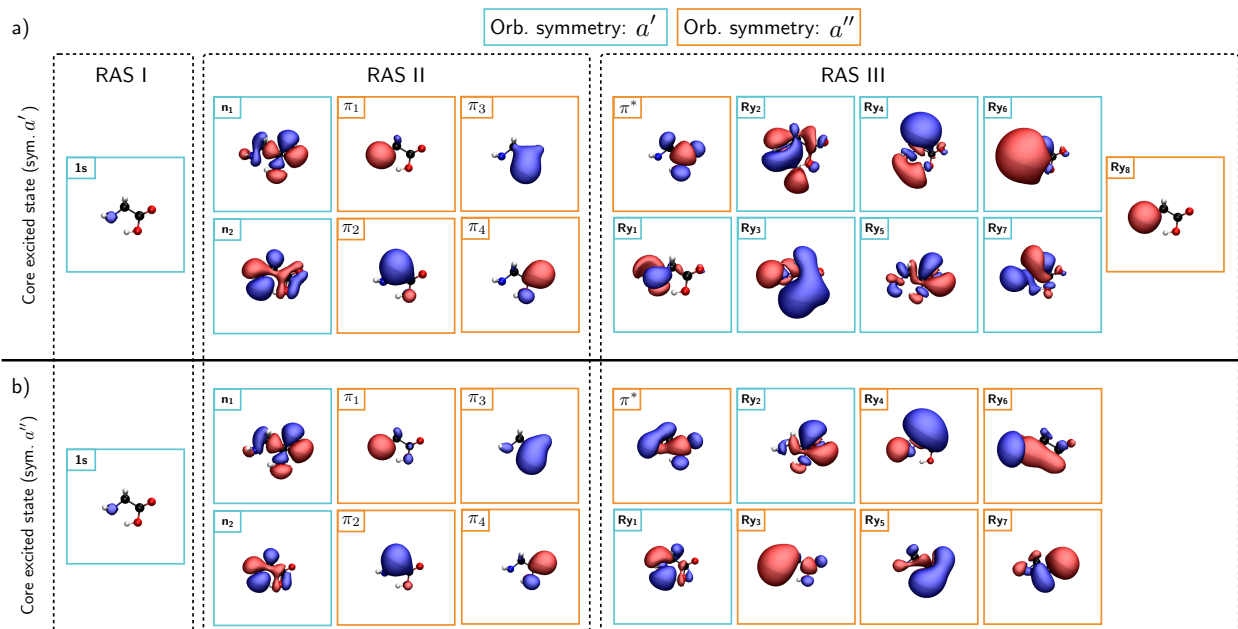 a)
Orb. symmetry: a′
Orb. symmetry: a′′
RAS I
RAS II
RAS III
Core excited state (sym. a′)
1s
n₁
π₁
π₃
n₂
π₂
π₄
π*
Ry₂
Ry₄
Ry₆
Ry₁
Ry₃
Ry₅
Ry₇
Ry₈
b)
Core excited state (sym. a′′)
1s
n₁
π₁
π₃
n₂
π₂
π₄
π*
Ry₂
Ry₄
Ry₆
Ry₁
Ry₃
Ry₅
Ry₇